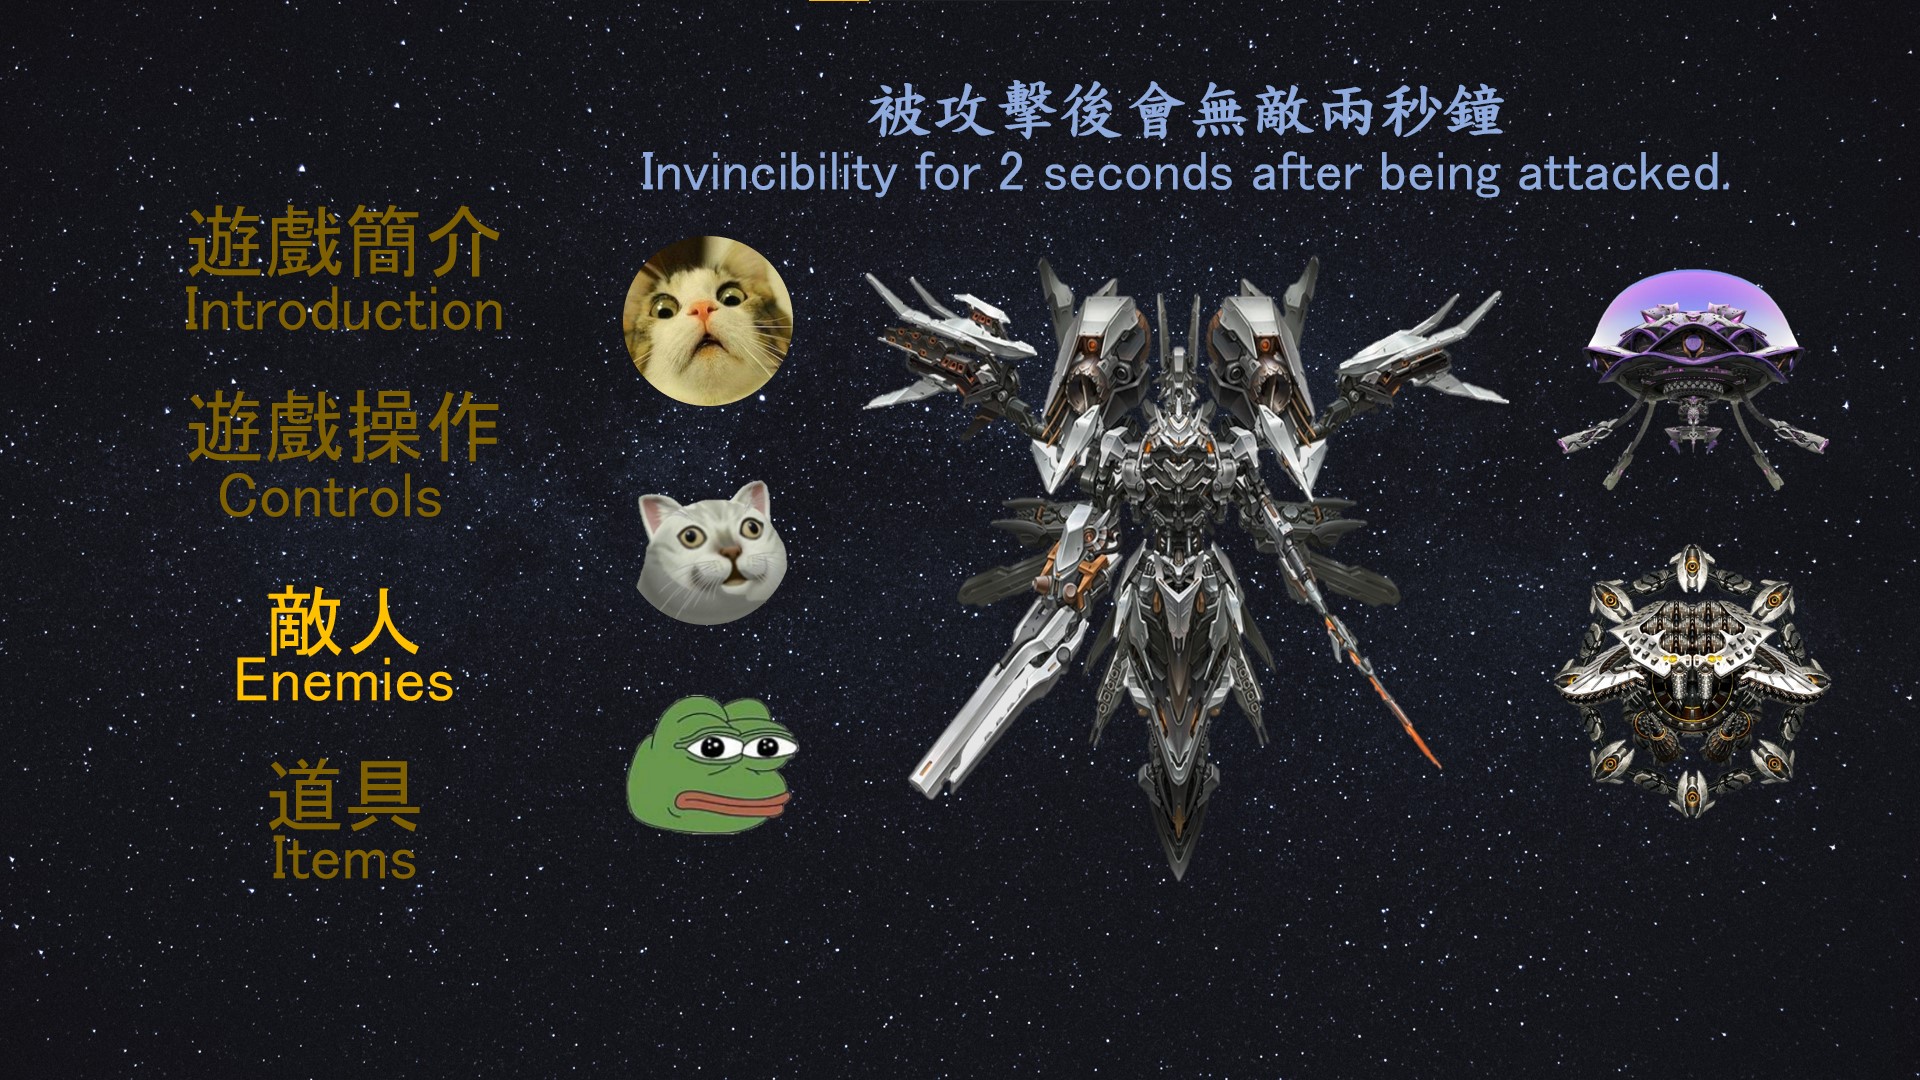 被攻擊後會無敵兩秒鐘
Invincibility for 2 seconds after being attacked.
遊戲簡介
Introduction
遊戲操作
Controls
敵人
Enemies
道具
Items